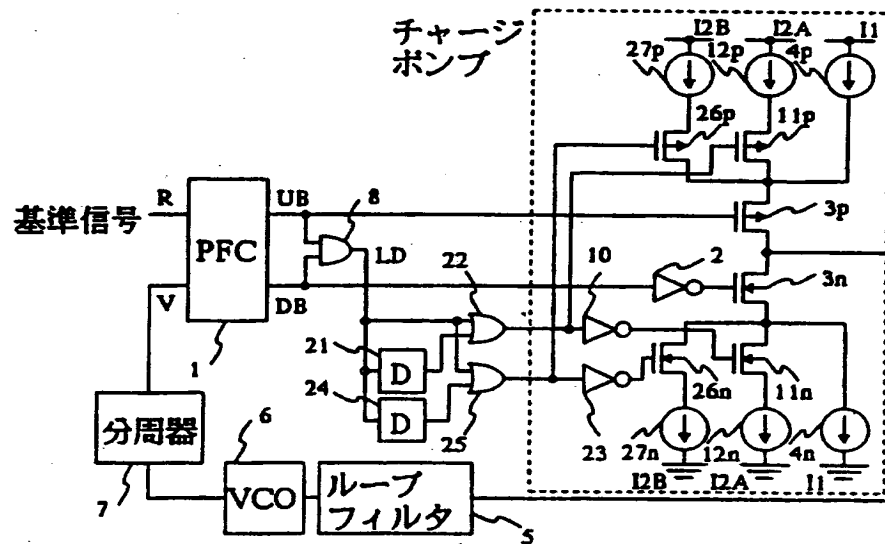 チャージ
ポンプ
I2B I2A I1
27p 12p 4p
26p 11p
R UB 8
基準信号 PFC 3p
LD 22 10 2
V DB 3n
1 21 D
24 D 26n 11n
6 25 23 27n 12n 4n
分周器
7 VCO ループ
フィルタ 5
I2B I2A I1